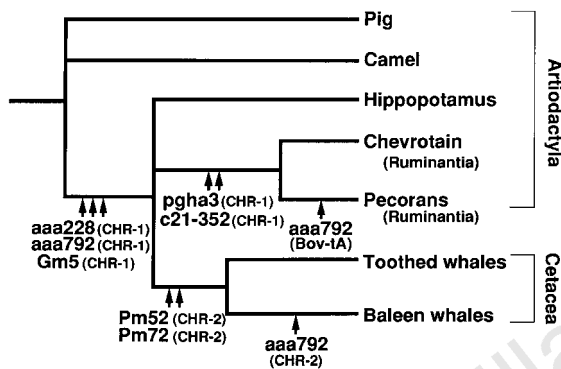 Pig
Camel
Hippopotamus
Chevrotain
(Ruminantia)
Pecorans
(Ruminantia)
Artiodactyla
pgha3 (CHR-1)
c21-352 (CHR-1)
aaa792
(Bov-tA)
aaa228 (CHR-1)
aaa792 (CHR-1)
Gm5 (CHR-1)
Toothed whales
Baleen whales
Cetacea
Pm52 (CHR-2)
Pm72 (CHR-2)
aaa792
(CHR-2)